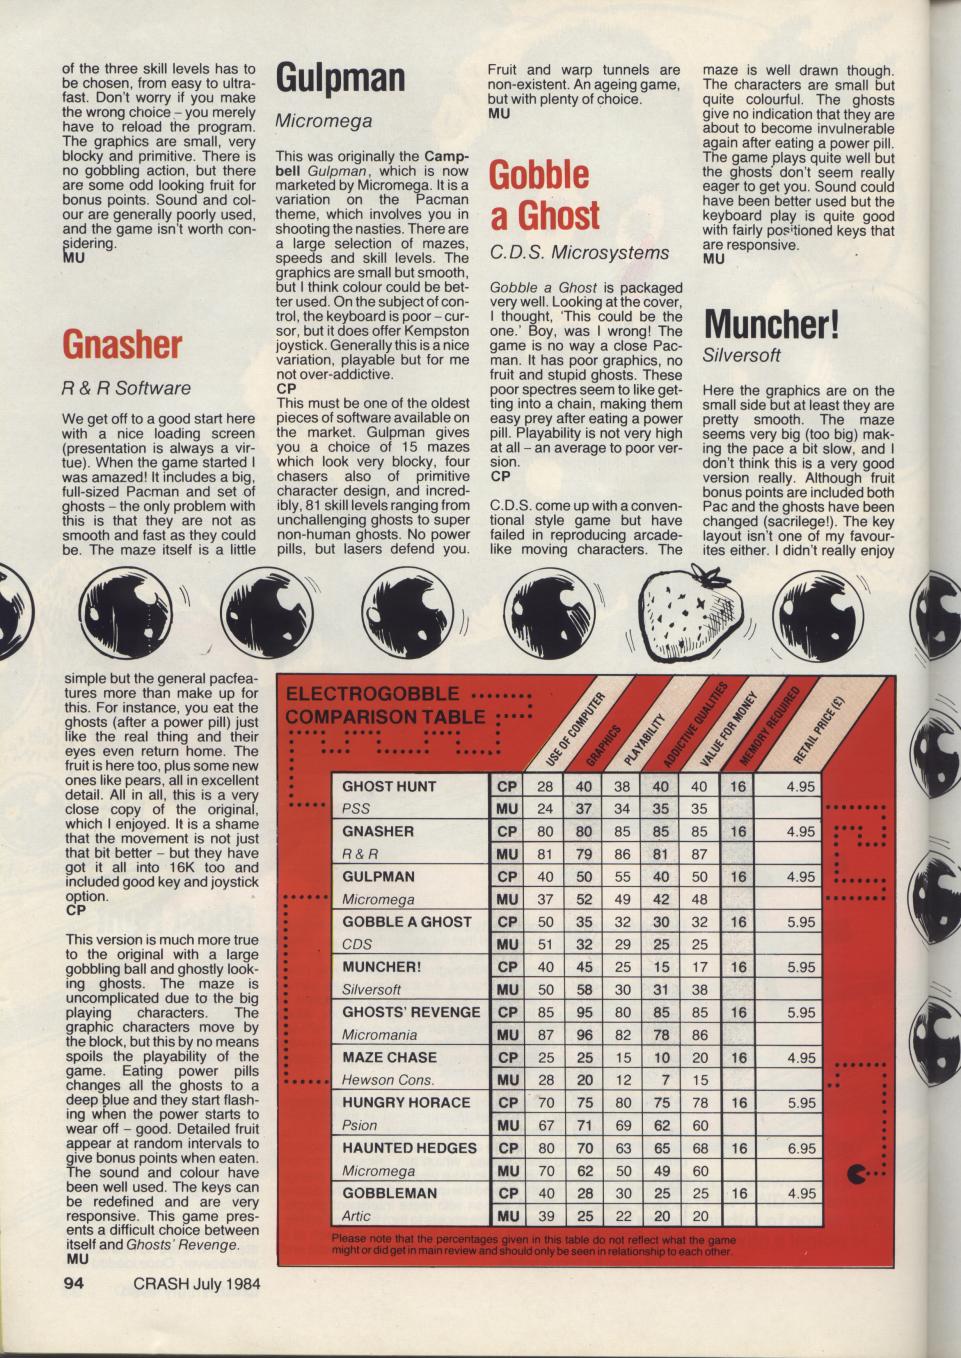 of the three skill levels has to
be chosen, from easy to ultra-
fast. Don't worry if you make
the wrong choice – you merely
have to reload the program.
The graphics are small, very
blocky and primitive. There is
no gobbling action, but there
are some odd looking fruit for
bonus points. Sound and col-
our are generally poorly used,
and the game isn't worth con-
sidering.
MU
Gnasher
R & R Software
We get off to a good start here
with a nice loading screen
(presentation is always a vir-
tue). When the game started I
was amazed! It includes a big,
full-sized Pacman and set of
ghosts – the only problem with
this is that they are not as
smooth and fast as they could
be. The maze itself is a little
simple but the general pacfea-
tures more than make up for
this. For instance, you eat the
ghosts (after a power pill) just
like the real thing and their
eyes even return home. The
fruit is here too, plus some new
ones like pears, all in excellent
detail. All in all, this is a very
close copy of the original,
which I enjoyed. It is a shame
that the movement is not just
that bit better – but they have
got it all into 16K too and
included good key and joystick
option.
CP
This version is much more true
to the original with a large
gobbling ball and ghostly look-
ing ghosts. The maze is
uncomplicated due to the big
playing characters. The
graphic characters move by
the block, but this by no means
spoils the playability of the
game. Eating power pills
changes all the ghosts to a
deep blue and they start flash-
ing when the power starts to
wear off – good. Detailed fruit
appear at random intervals to
give bonus points when eaten.
The sound and colour have
been well used. The keys can
be redefined and are very
responsive. This game pres-
ents a difficult choice between
itself and Ghosts' Revenge.
MU
Gulpman
Micromega
This was originally the Camp-
bell Gulpman, which is now
marketed by Micromega. It is a
variation on the Pacman
theme, which involves you in
shooting the nasties. There are
a large selection of mazes,
speeds and skill levels. The
graphics are small but smooth,
but I think colour could be bet-
ter used. On the subject of con-
trol, the keyboard is poor – cur-
sor, but it does offer Kempston
joystick. Generally this is a nice
variation, playable but for me
not over-addictive.
CP
This must be one of the oldest
pieces of software available on
the market. Gulpman gives
you a choice of 15 mazes
which look very blocky, four
chasers also of primitive
character design, and incred-
ibly, 81 skill levels ranging from
unchallenging ghosts to super
non-human ghosts. No power
pills, but lasers defend you.
Fruit and warp tunnels are
non-existent. An ageing game,
but with plenty of choice.
MU
Gobble
a Ghost
C.D.S. Microsystems
Gobble a Ghost is packaged
very well. Looking at the cover,
I thought, 'This could be the
one.' Boy, was I wrong! The
game is no way a close Pac-
man. It has poor graphics, no
fruit and stupid ghosts. These
poor spectres seem to like get-
ting into a chain, making them
easy prey after eating a power
pill. Playability is not very high
at all – an average to poor ver-
sion.
CP
C.D.S. come up with a conven-
tional style game but have
failed in reproducing arcade-
like moving characters. The
maze is well drawn though.
The characters are small but
quite colourful. The ghosts
give no indication that they are
about to become invulnerable
again after eating a power pill.
The game plays quite well but
the ghosts don't seem really
eager to get you. Sound could
have been better used but the
keyboard play is quite good
with fairly positioned keys that
are responsive.
MU
Muncher!
Silversoft
Here the graphics are on the
small side but at least they are
pretty smooth. The maze
seems very big (too big) mak-
ing the pace a bit slow, and I
don't think this is a very good
version really. Although fruit
bonus points are included both
Pac and the ghosts have been
changed (sacrilege!). The key
layout isn't one of my favour-
ites either. I didn't really enjoy
ELECTROGOBBLE
COMPARISON TABLE
USE OF COMPUTER GRAPHICS PLAYABILITY ADDICTIVE QUALITIES VALUE FOR MONEY MEMORY REQUIRED RETAIL PRICE (£)
GHOST HUNT CP 28 40 38 40 40 16 4.95
PSS MU 24 37 34 35 35
GNASHER CP 80 80 85 85 85 16 4.95
R & R MU 81 79 86 81 87
GULPMAN CP 40 50 55 40 50 16 4.95
Micromega MU 37 52 49 42 48
GOBBLE A GHOST CP 50 35 32 30 32 16 5.95
CDS MU 51 32 29 25 25
MUNCHER! CP 40 45 25 15 17 16 5.95
Silversoft MU 50 58 30 31 38
GHOSTS' REVENGE CP 85 95 80 85 85 16 5.95
Micromania MU 87 96 82 78 86
MAZE CHASE CP 25 25 15 10 20 16 4.95
Hewson Cons. MU 28 20 12 7 15
HUNGRY HORACE CP 70 75 80 75 78 16 5.95
Psion MU 67 71 69 62 60
HAUNTED HEDGES CP 80 70 63 65 68 16 6.95
Micromega MU 70 62 50 49 60
GOBBLEMAN CP 40 28 30 25 25 16 4.95
Artic MU 39 25 22 20 20
Please note that the percentages given in this table do not reflect what the game
might or did get in main review and should only be seen in relationship to each other.
94 CRASH July 1984